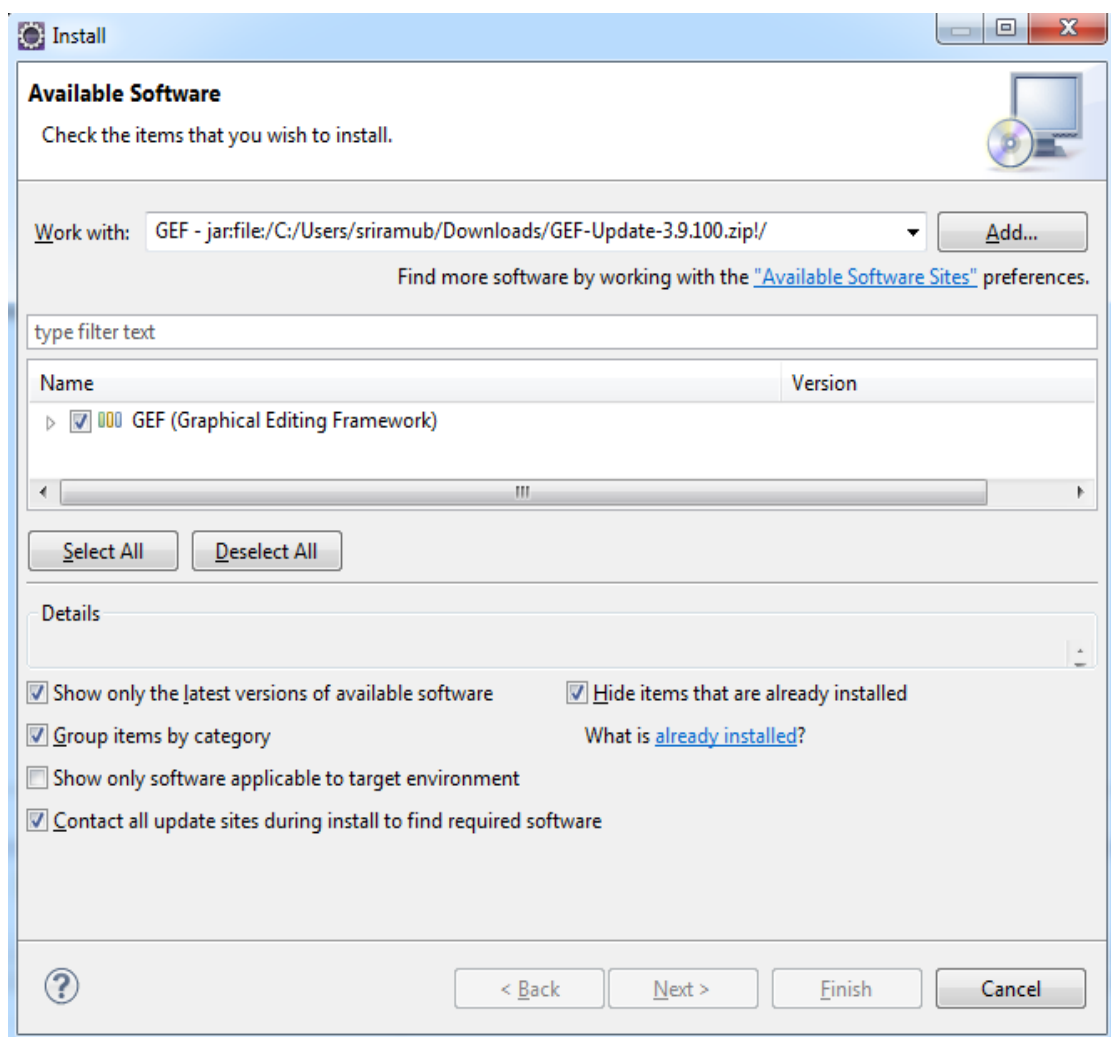 Install
Available Software
Check the items that you wish to install.
Work with: GEF - jar:file:/C:/Users/sriramub/Downloads/GEF-Update-3.9.100.zip!/ Add...
Find more software by working with the "Available Software Sites" preferences.
type filter text
Name Version
GEF (Graphical Editing Framework)
Select All Deselect All
Details
Show only the latest versions of available software Hide items that are already installed
Group items by category What is already installed?
Show only software applicable to target environment
Contact all update sites during install to find required software
? < Back Next > Finish Cancel